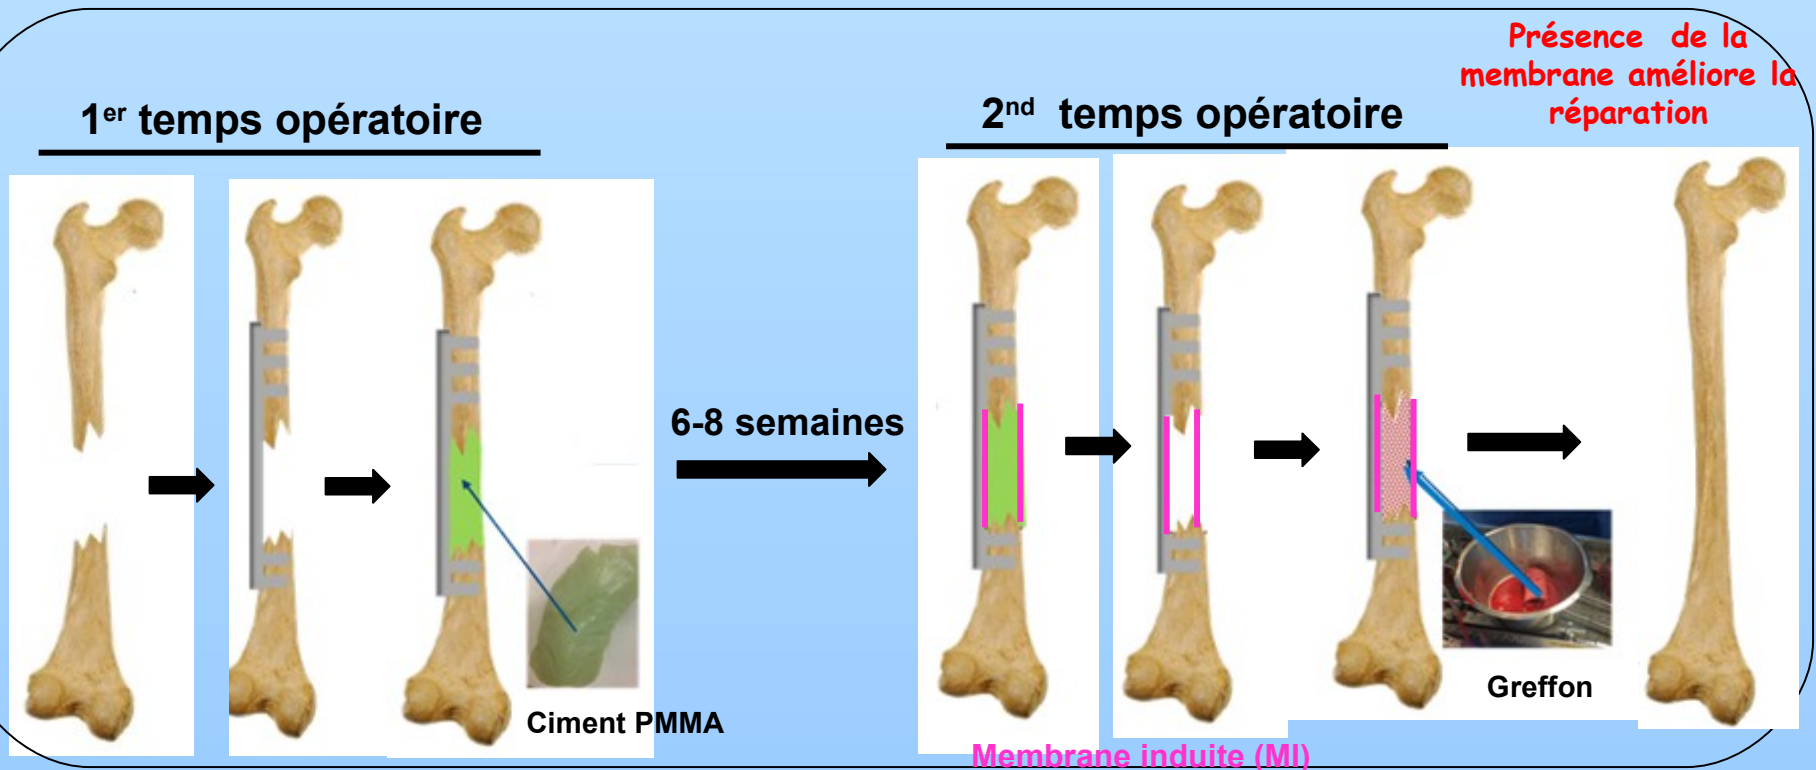 1er temps opératoire
6-8 semaines
Ciment PMMA
2nd temps opératoire
Présence de la
membrane améliore la
réparation
Greffon
Membrane induite (MI)